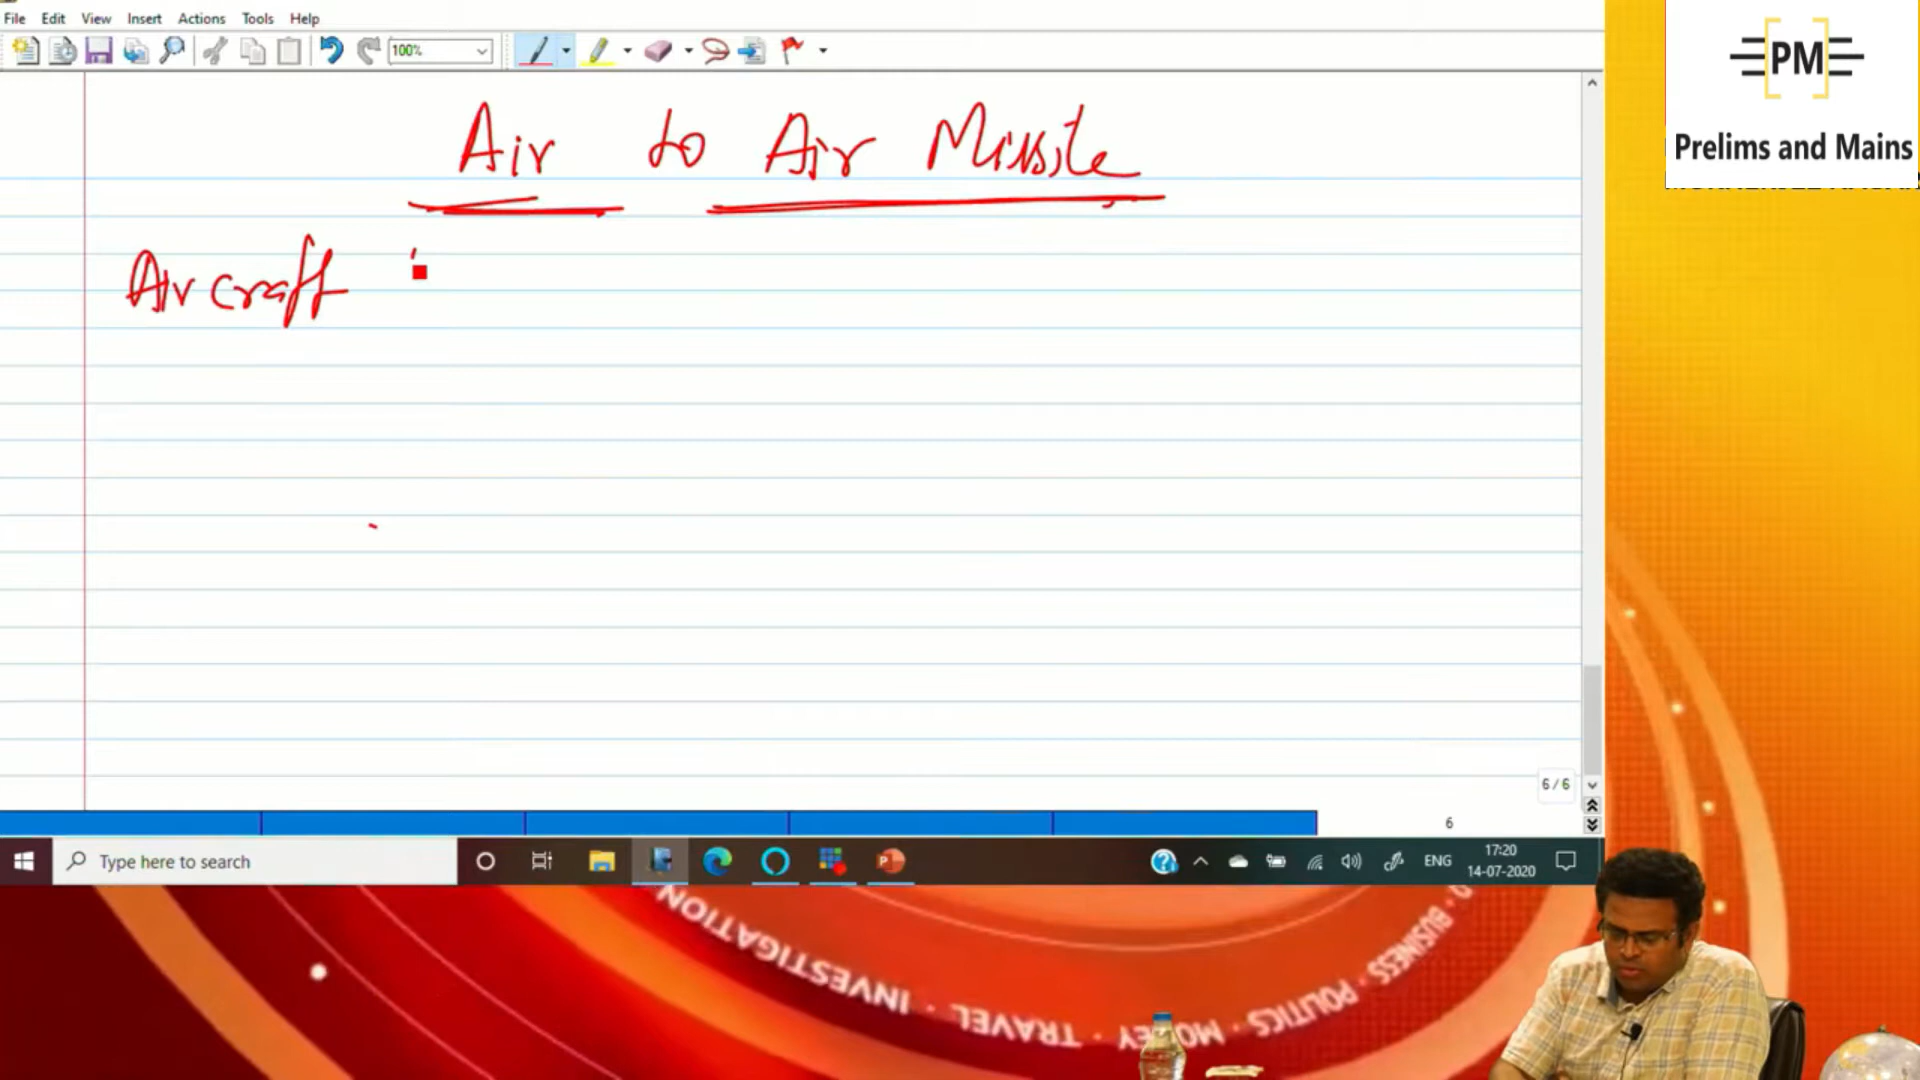 File Edit View Insert Actions Tools Help
PM
100%
Prelims and Mains
Air to Air Missile
Aircraft
6 / 6
6
Type here to search
ENG
17:20
14-07-2020
INVESTIGATION · TRAVEL · MONEY · POLITICS · BUSINESS